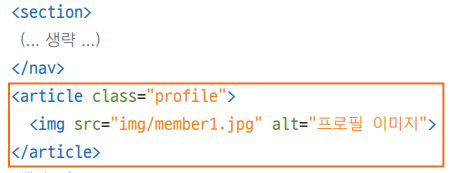 <section>
(... 생략 ...)
</nav>
<article class="profile">
<img src="img/member1.jpg" alt="프로필 이미지">
</article>